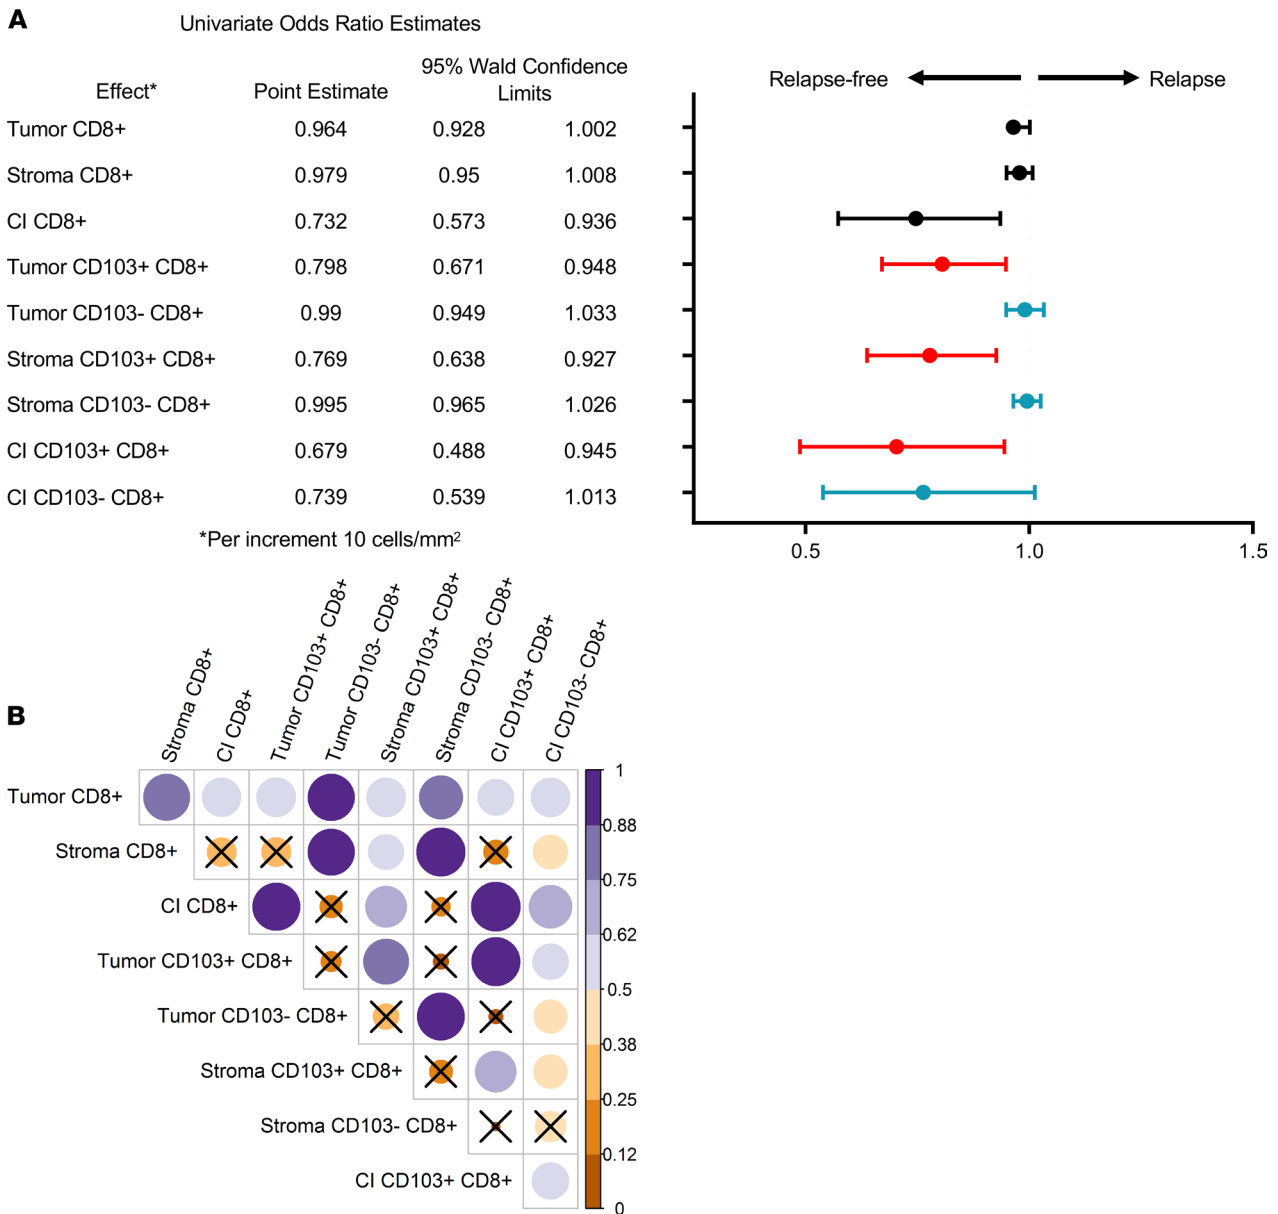 A
Univariate Odds Ratio Estimates
95% Wald Confidence
Limits
Effect*
Point Estimate
Relapse-free
Relapse
Tumor CD8+ 0.964 0.928 1.002
Stroma CD8+ 0.979 0.95 1.008
CI CD8+ 0.732 0.573 0.936
Tumor CD103+ CD8+ 0.798 0.671 0.948
Tumor CD103- CD8+ 0.99 0.949 1.033
Stroma CD103+ CD8+ 0.769 0.638 0.927
Stroma CD103- CD8+ 0.995 0.965 1.026
CI CD103+ CD8+ 0.679 0.488 0.945
CI CD103- CD8+ 0.739 0.539 1.013
*Per increment 10 cells/mm²
0.5 1.0 1.5
B
Stroma CD8+
CI CD8+
Tumor CD103+ CD8+
Tumor CD103- CD8+
Stroma CD103+ CD8+
Stroma CD103- CD8+
CI CD103+ CD8+
CI CD103- CD8+
Tumor CD8+
Stroma CD8+
CI CD8+
Tumor CD103+ CD8+
Tumor CD103- CD8+
Stroma CD103+ CD8+
Stroma CD103- CD8+
CI CD103+ CD8+
1
0.88
0.75
0.62
0.5
0.38
0.25
0.12
0